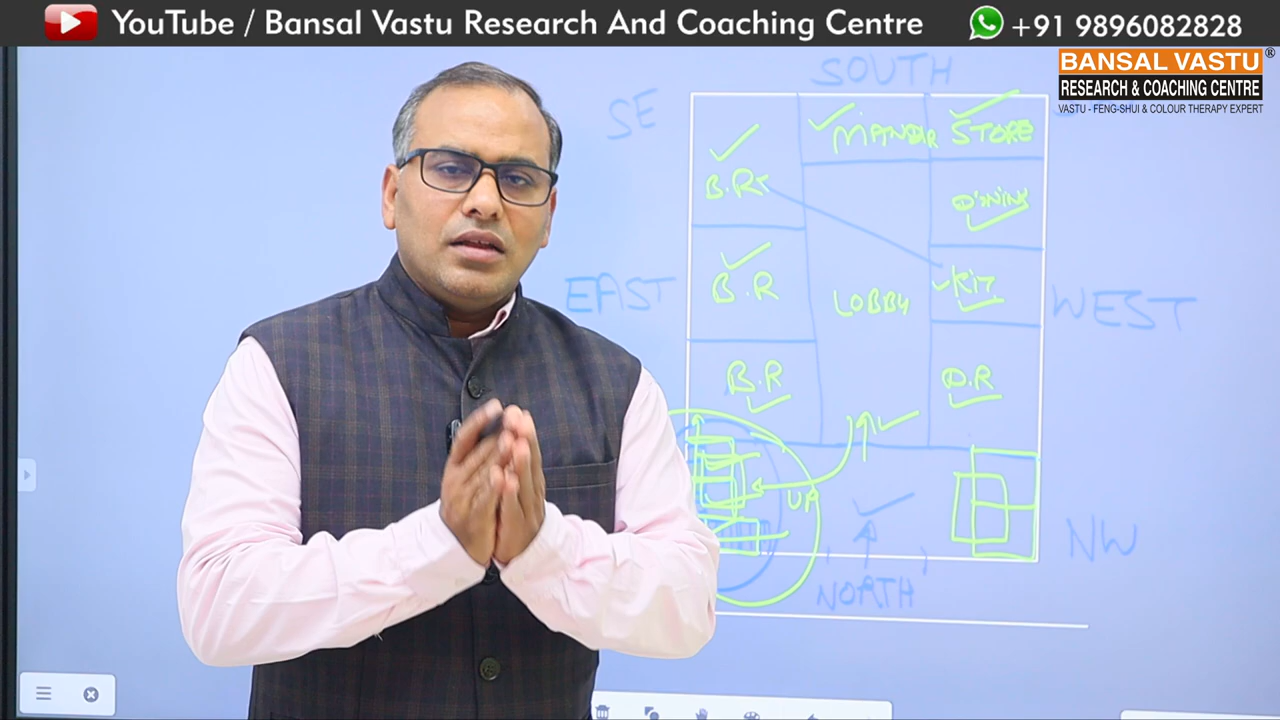 YouTube / Bansal Vastu Research And Coaching Centre
+91 9896082828
BANSAL VASTU®
RESEARCH & COACHING CENTRE
VASTU - FENG-SHUI & COLOUR THERAPY EXPERT
SOUTH
SE
MANDIR
STORE
B.R
Dining
EAST
B.R
LOBBY
KIT
WEST
B.R
D.R
UP
NORTH
NW